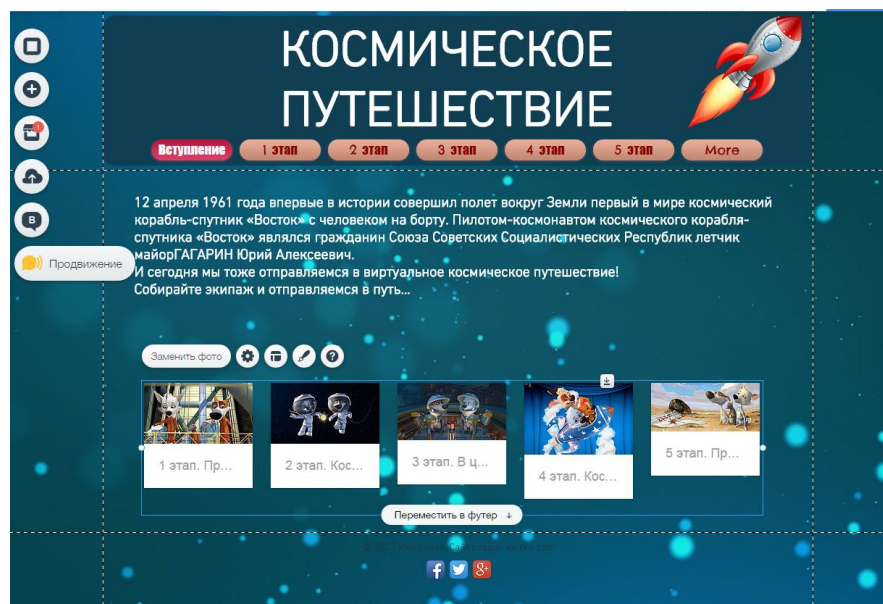 КОСМИЧЕСКОЕ
ПУТЕШЕСТВИЕ
Вступление
1 этап
2 этап
3 этап
4 этап
5 этап
More
12 апреля 1961 года впервые в истории совершил полет вокруг Земли первый в мире космический
корабль-спутник «Восток» с человеком на борту. Пилотом-космонавтом космического корабля-
спутника «Восток» являлся гражданин Союза Советских Социалистических Республик летчик
майорГАГАРИН Юрий Алексеевич.
И сегодня мы тоже отправляемся в виртуальное космическое путешествие!
Собирайте экипаж и отправляемся в путь...
1
B
Продвижение
Заменить фото
?
1 этап. Пр...
2 этап. Кос...
3 этап. В ц...
4 этап. Кос...
5 этап. Пр...
Переместить в футер ↓
f
8+